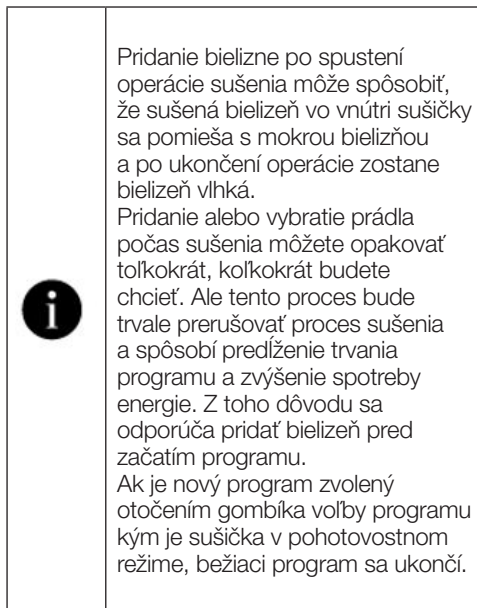 Pridanie bielizne po spustení
operácie sušenia môže spôsobiť,
že sušená bielizeň vo vnútri sušičky
sa pomieša s mokrou bielizňou
a po ukončení operácie zostane
bielizeň vlhká.
Pridanie alebo vybratie prádla
počas sušenia môžete opakovať
toľkokrát, koľkokrát budete
chcieť. Ale tento proces bude
trvale prerušovať proces sušenia
a spôsobí predĺženie trvania
programu a zvýšenie spotreby
energie. Z toho dôvodu sa
odporúča pridať bielizeň pred
začatím programu.
Ak je nový program zvolený
otočením gombíka voľby programu
kým je sušička v pohotovostnom
režime, bežiaci program sa ukončí.